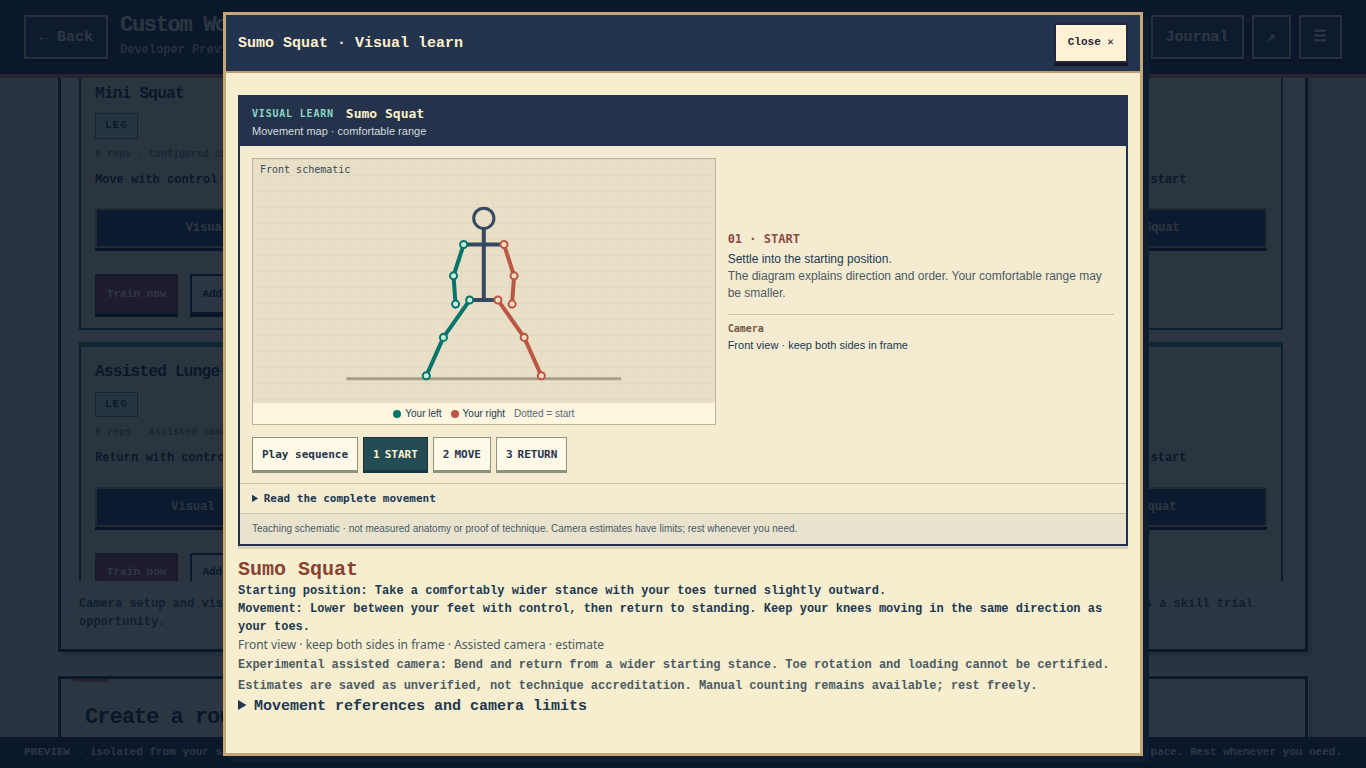 ← Back
Custom Wo
Developer Previ
Journal
↗
☰
Sumo Squat · Visual learn
Close ×
Mini Squat
LEG
6 reps · Configured ca
Move with control
start
Visua
Squat
Train now
Add
Assisted Lunge
LEG
6 reps · Assisted came
Return with contro
start
Visual
quat
Train now
Add
Camera setup and vis
s a skill trial
opportunity.
Create a rou
PREVIEW · isolated from your s
pace. Rest whenever you need.
VISUAL LEARN Sumo Squat
Movement map · comfortable range
Front schematic
Your left Your right Dotted = start
01 · START
Settle into the starting position.
The diagram explains direction and order. Your comfortable range may
be smaller.
Camera
Front view · keep both sides in frame
Play sequence 1 START 2 MOVE 3 RETURN
▶ Read the complete movement
Teaching schematic · not measured anatomy or proof of technique. Camera estimates have limits; rest whenever you need.
Sumo Squat
Starting position: Take a comfortably wider stance with your toes turned slightly outward.
Movement: Lower between your feet with control, then return to standing. Keep your knees moving in the same direction as
your toes.
Front view · keep both sides in frame · Assisted camera · estimate
Experimental assisted camera: Bend and return from a wider starting stance. Toe rotation and loading cannot be certified.
Estimates are saved as unverified, not technique accreditation. Manual counting remains available; rest freely.
▶ Movement references and camera limits